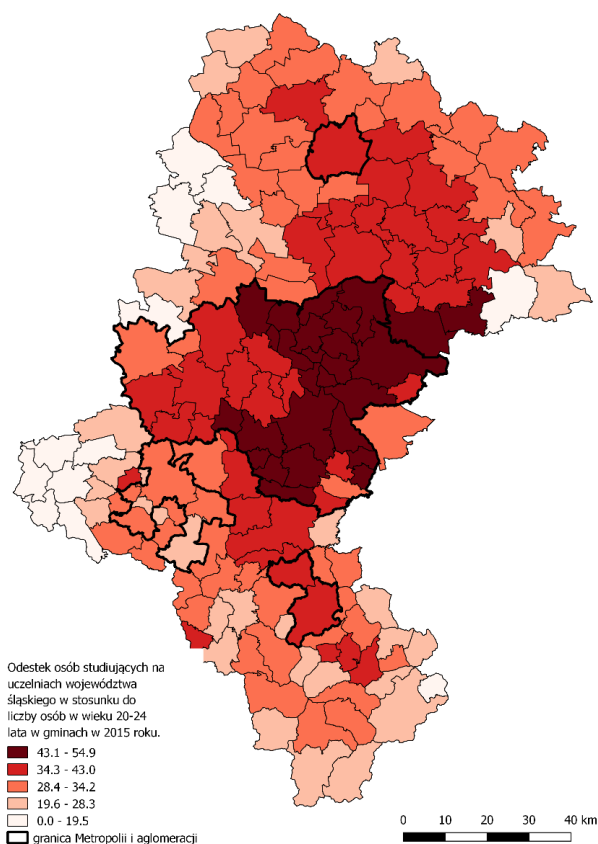 Odestek osób studiujących na
uczelniach województwa
śląskiego w stosunku do
liczby osób w wieku 20-24
lata w gminach w 2015 roku.
43.1 - 54.9
34.3 - 43.0
28.4 - 34.2
19.6 - 28.3
0.0 - 19.5
granica Metropolii i aglomeracji
0 10 20 30 40 km